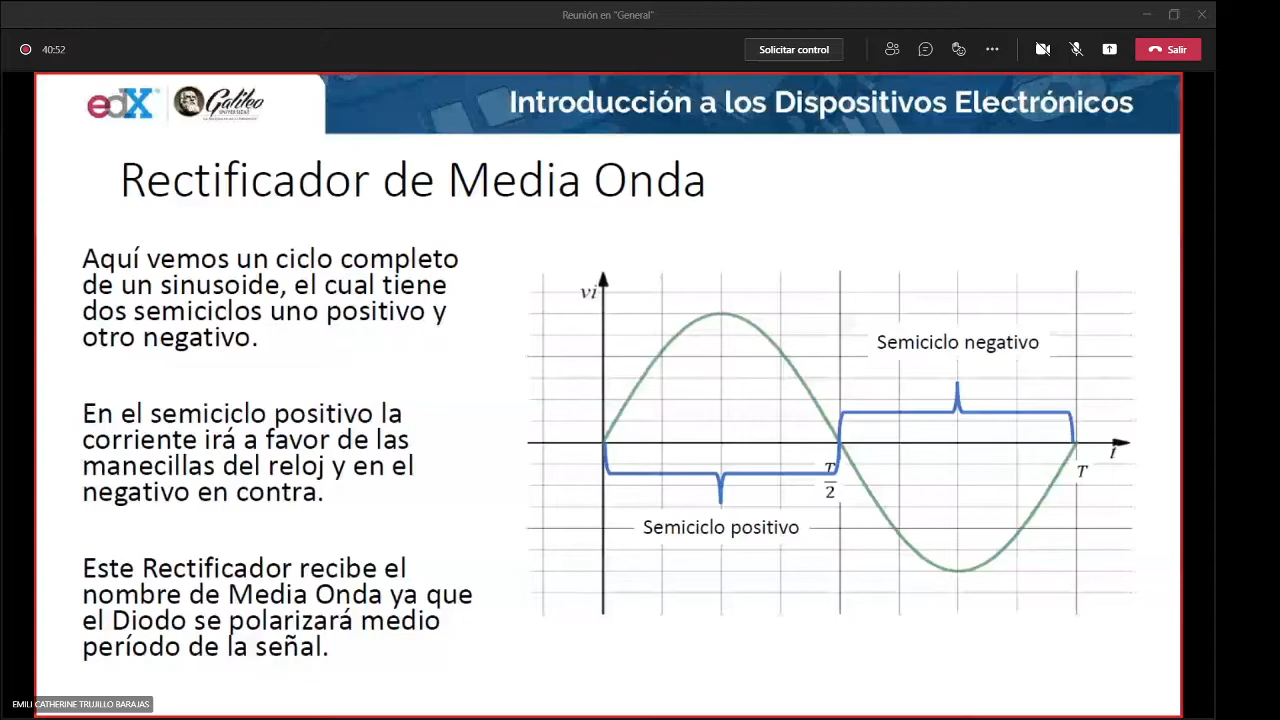 Reunión en "General"
40:52
Solicitar control
Salir
edX
Galileo
UNIVERSIDAD
Introducción a los Dispositivos Electrónicos
Rectificador de Media Onda
Aquí vemos un ciclo completo
de un sinusoide, el cual tiene
dos semiciclos uno positivo y
otro negativo.
En el semiciclo positivo la
corriente irá a favor de las
manecillas del reloj y en el
negativo en contra.
Este Rectificador recibe el
nombre de Media Onda ya que
el Diodo se polarizará medio
período de la señal.
vi
Semiciclo negativo
t
T
T
2
Semiciclo positivo
EMILI CATHERINE TRUJILLO BARAJAS